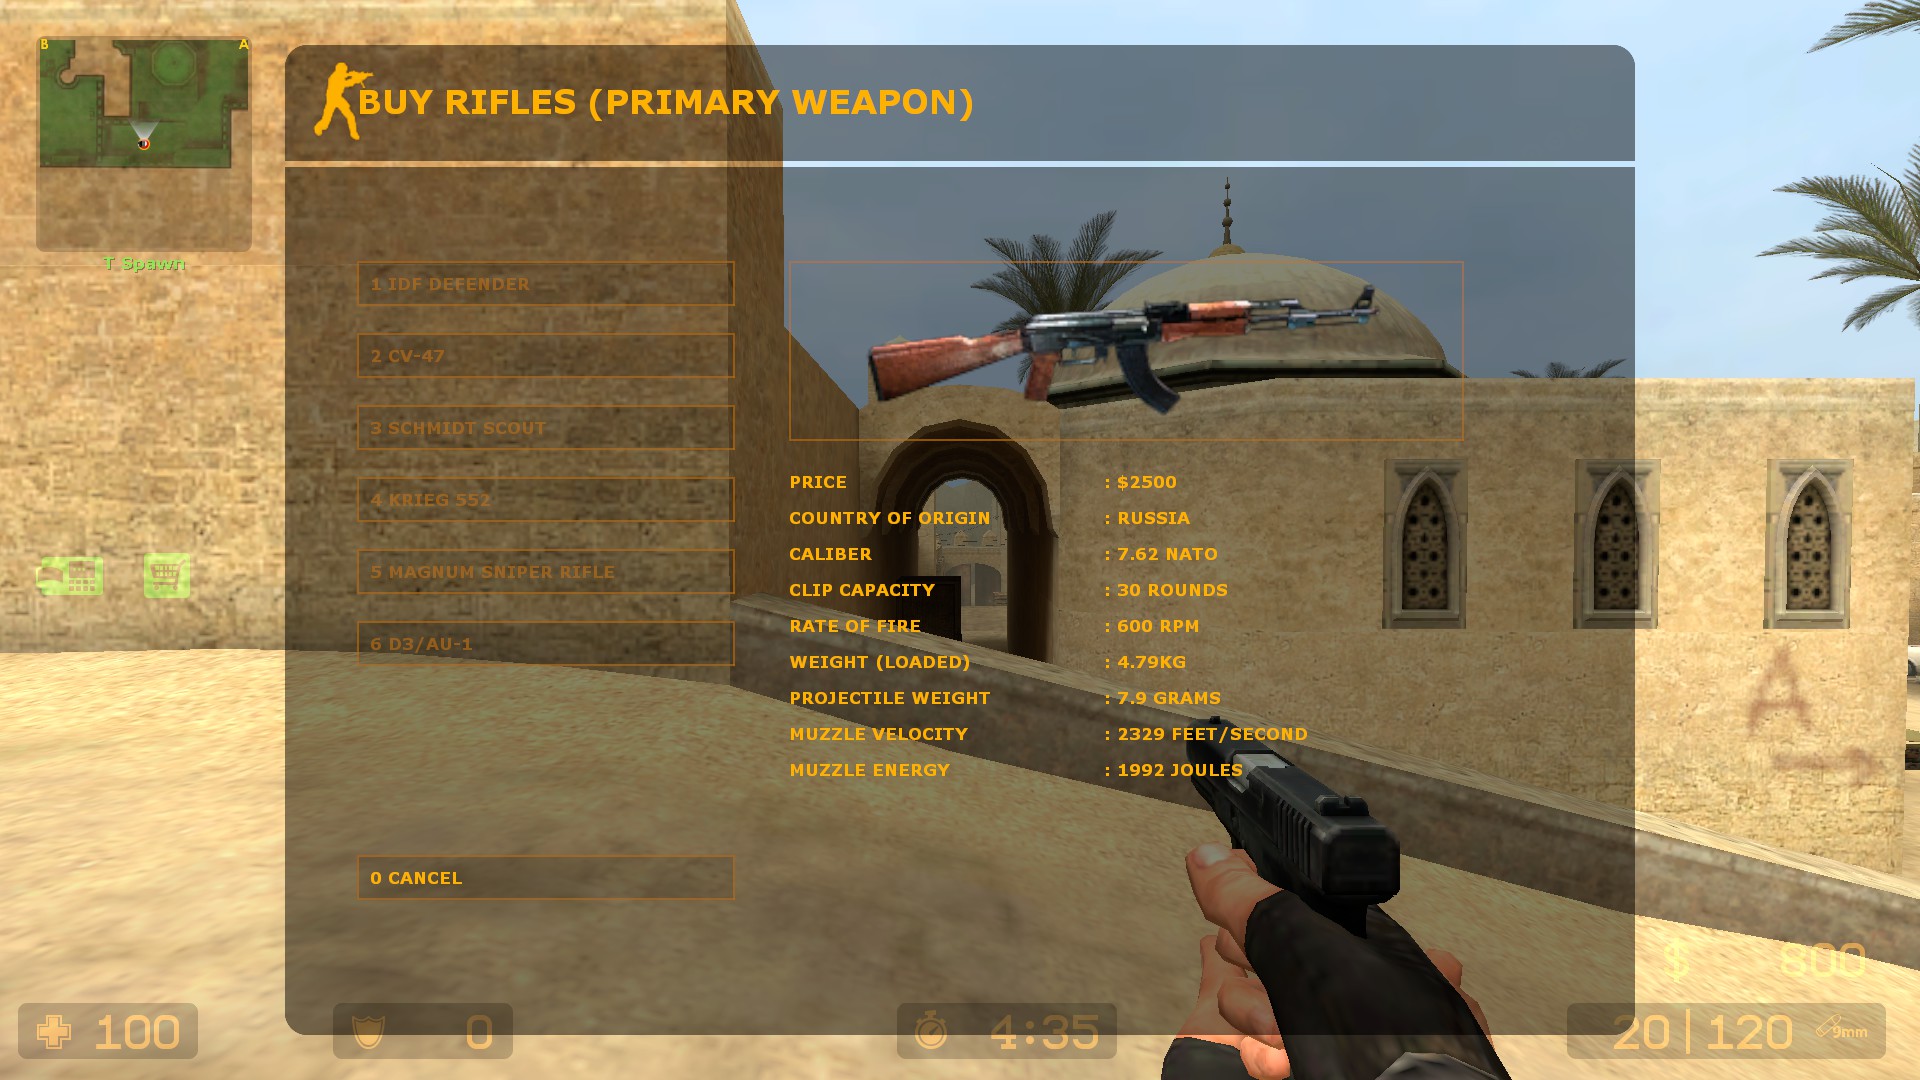 B A
T Spawn
BUY RIFLES (PRIMARY WEAPON)
1 IDF DEFENDER
2 CV-47
3 SCHMIDT SCOUT
4 KRIEG 552
5 MAGNUM SNIPER RIFLE
6 D3/AU-1
0 CANCEL
PRICE : $2500
COUNTRY OF ORIGIN : RUSSIA
CALIBER : 7.62 NATO
CLIP CAPACITY : 30 ROUNDS
RATE OF FIRE : 600 RPM
WEIGHT (LOADED) : 4.79KG
PROJECTILE WEIGHT : 7.9 GRAMS
MUZZLE VELOCITY : 2329 FEET/SECOND
MUZZLE ENERGY : 1992 JOULES
A
$ 800
100
0
4:35
20|120 9mm